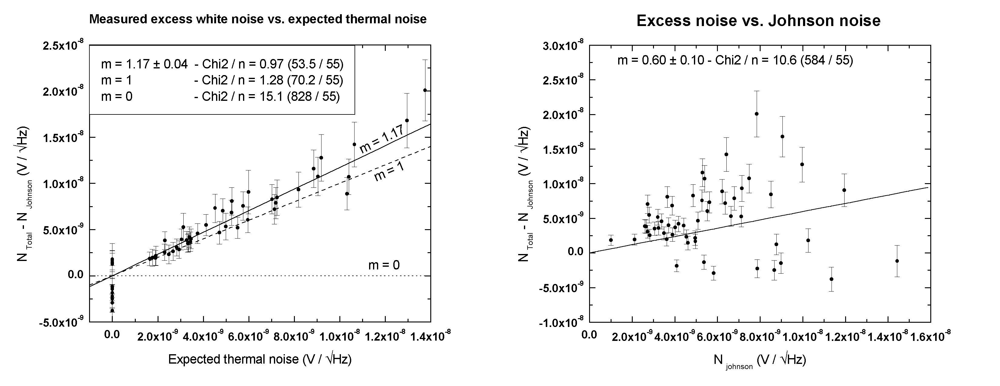 Measured excess white noise vs. expected thermal noise
2.5x10⁻⁸
2.0x10⁻⁸
1.5x10⁻⁸
1.0x10⁻⁸
5.0x10⁻⁹
0.0
-5.0x10⁻⁹
N Total - N Johnson (V / √Hz)
m = 1.17 ± 0.04 - Chi2 / n = 0.97 (53.5 / 55)
m = 1 - Chi2 / n = 1.28 (70.2 / 55)
m = 0 - Chi2 / n = 15.1 (828 / 55)
m = 1.17
m = 1
m = 0
0.0 2.0x10⁻⁹ 4.0x10⁻⁹ 6.0x10⁻⁹ 8.0x10⁻⁹ 1.0x10⁻⁸ 1.2x10⁻⁸ 1.4x10⁻⁸
Expected thermal noise (V / √Hz)
Excess noise vs. Johnson noise
3.0x10⁻⁸
2.5x10⁻⁸
2.0x10⁻⁸
1.5x10⁻⁸
1.0x10⁻⁸
5.0x10⁻⁹
0.0
-5.0x10⁻⁹
-1.0x10⁻⁸
N Total - N Johnson (V / √Hz)
m = 0.60 ± 0.10 - Chi2 / n = 10.6 (584 / 55)
0.0 2.0x10⁻⁹ 4.0x10⁻⁹ 6.0x10⁻⁹ 8.0x10⁻⁹ 1.0x10⁻⁸ 1.2x10⁻⁸ 1.4x10⁻⁸ 1.6x10⁻⁸
N johnson (V / √Hz)